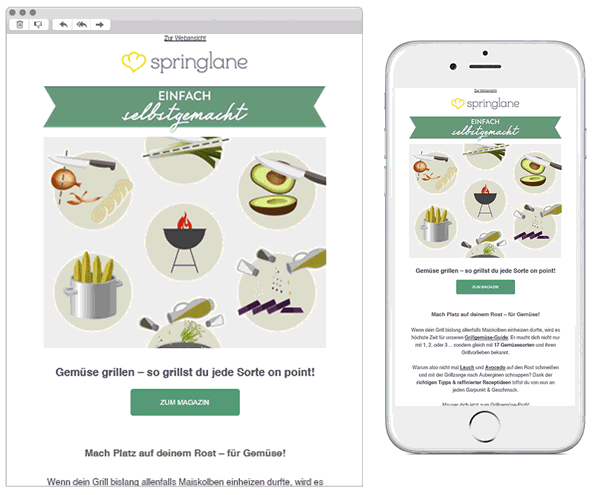 Zur Webansicht
springlane
EINFACH
selbstgemacht
Gemüse grillen – so grillst du jede Sorte on point!
ZUM MAGAZIN
Mach Platz auf deinem Rost – für Gemüse!
Wenn dein Grill bislang allenfalls Maiskolben einheizen durfte, wird es
Zur Webansicht
springlane
EINFACH
selbstgemacht
Gemüse grillen – so grillst du jede Sorte on point!
ZUM MAGAZIN
Mach Platz auf deinem Rost – für Gemüse!
Wenn dein Grill bislang allenfalls Maiskolben einheizen durfte, wird es
höchste Zeit für unseren Grillgemüse-Guide. Er macht dich nicht nur
mit 1, 2, oder 3 ... sondern gleich mit 17 Gemüsesorten und ihren
Grillvorlieben bekannt.
Warum also nicht mal Lauch und Avocado auf den Rost schmeißen
und mit der Grillzange nach Auberginen schnappen? Dank der
richtigen Tipps & raffinierter Rezeptideen triffst du von nun an
jeden Garpunkt & Geschmack.